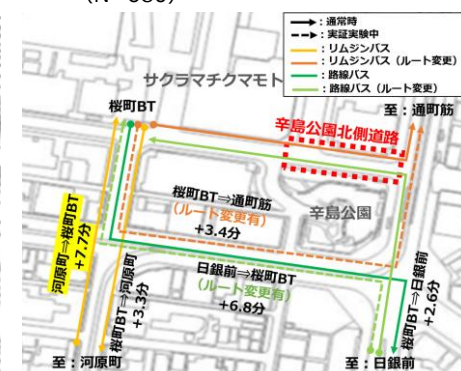 (N=680)
：通常時
：実証実験中
：リムジンバス
：リムジンバス（ルート変更有）
：路線バス
：路線バス（ルート変更有）
サクラマチクマモト
桜町BT
至：通町筋
辛島公園北側道路
桜町BT⇒通町筋
（ルート変更有）
+3.4分
辛島公園
河原町⇒桜町BT
+7.7分
桜町BT⇒河原町
+3.3分
日銀前⇒桜町BT
（ルート変更有）
+6.8分
桜町BT⇒日銀前
+2.6分
至：河原町
至：日銀前